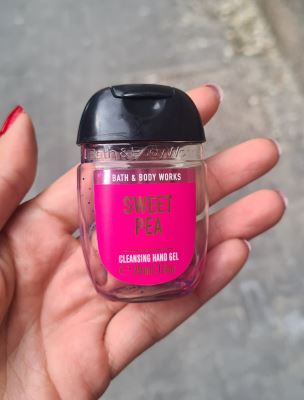 BATH & BODY WORKS
SWEET
PEA
CLEANSING HAND GEL